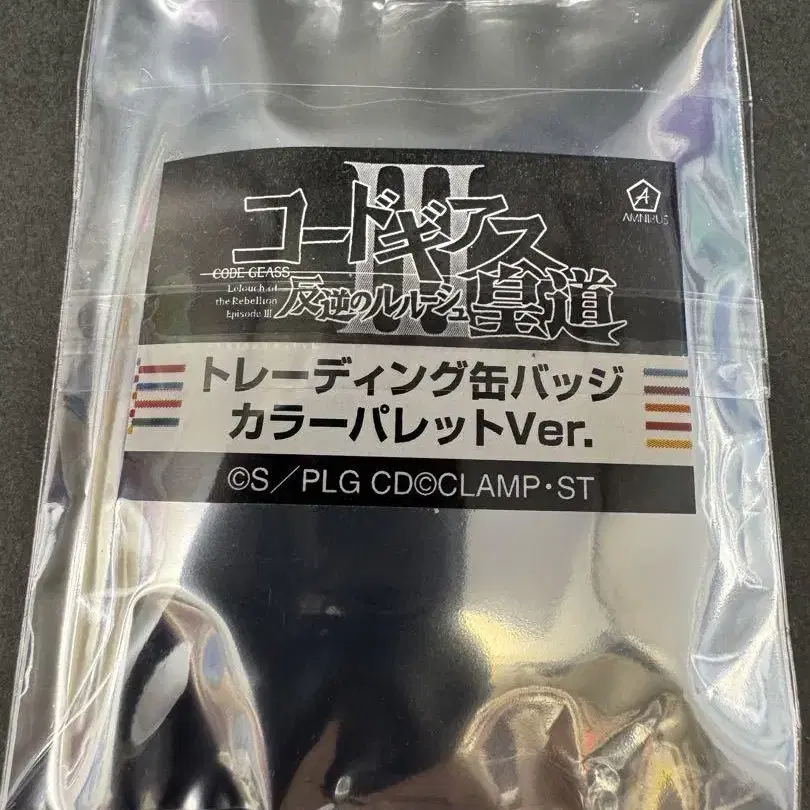 III
A
AMNIBUS
コードギアス
CODE GEASS
Lelouch of
the Rebellion
Episode III
反逆のルルーシュ
皇道
トレーディング缶バッジ
カラーパレットVer.
©S／PLG CD©CLAMP・ST